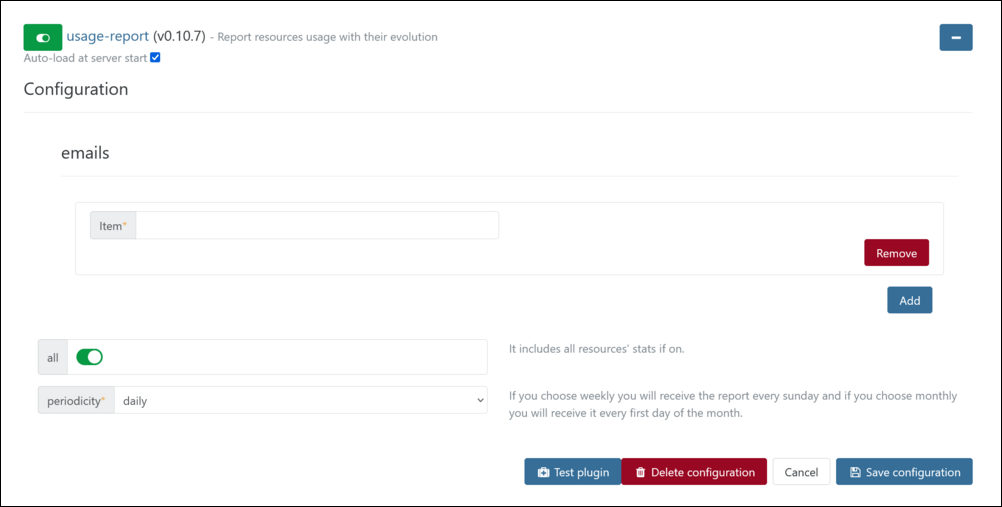 usage-report (v0.10.7) - Report resources usage with their evolution
Auto-load at server start
Configuration
emails
Item*
Remove
Add
all
It includes all resources' stats if on.
periodicity* daily
If you choose weekly you will receive the report every sunday and if you choose monthly
you will receive it every first day of the month.
Test plugin Delete configuration Cancel Save configuration